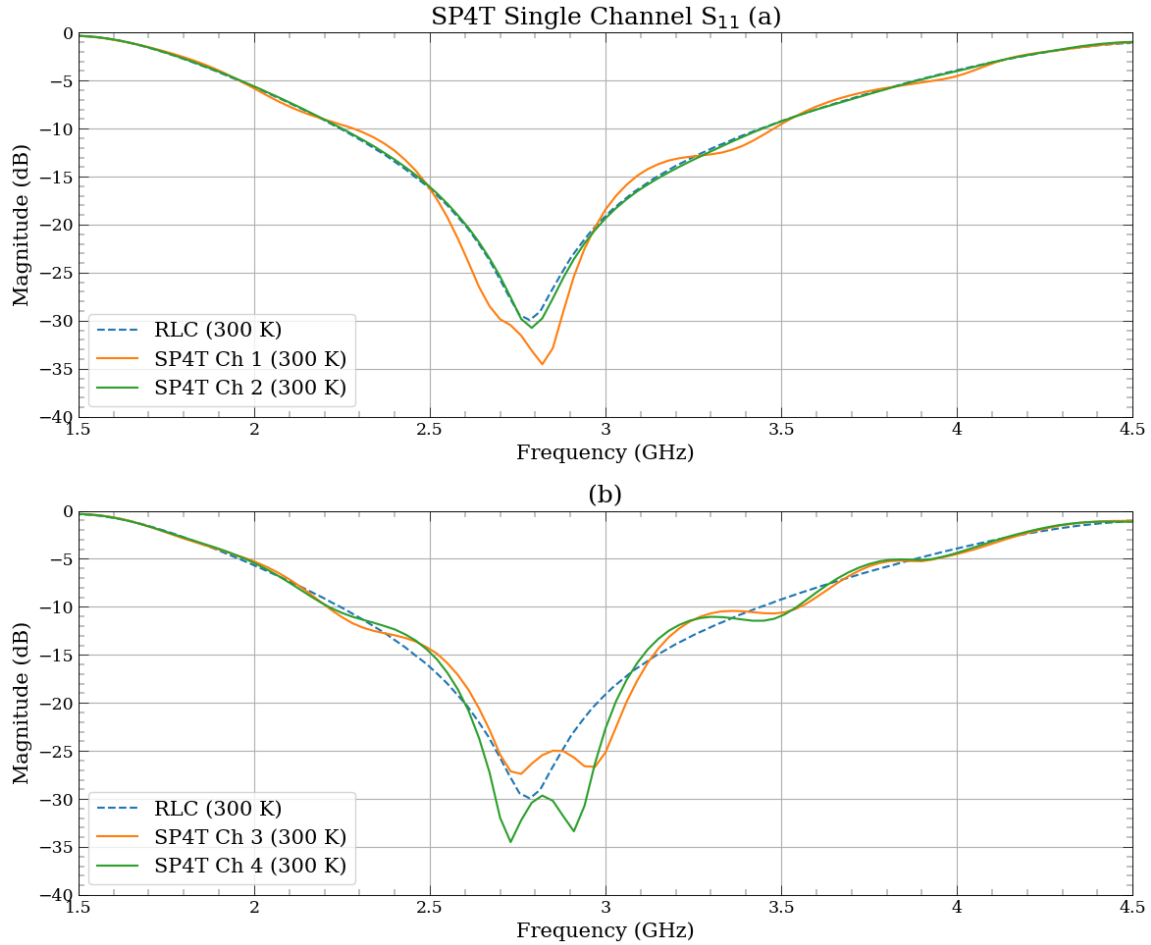 SP4T Single Channel S₁₁ (a)
0
−5
−10
−15
−20
−25
−30
−35
−40
Magnitude (dB)
RLC (300 K)
SP4T Ch 1 (300 K)
SP4T Ch 2 (300 K)
1.5 2 2.5 3 3.5 4 4.5
Frequency (GHz)
(b)
0
−5
−10
−15
−20
−25
−30
−35
−40
Magnitude (dB)
RLC (300 K)
SP4T Ch 3 (300 K)
SP4T Ch 4 (300 K)
1.5 2 2.5 3 3.5 4 4.5
Frequency (GHz)